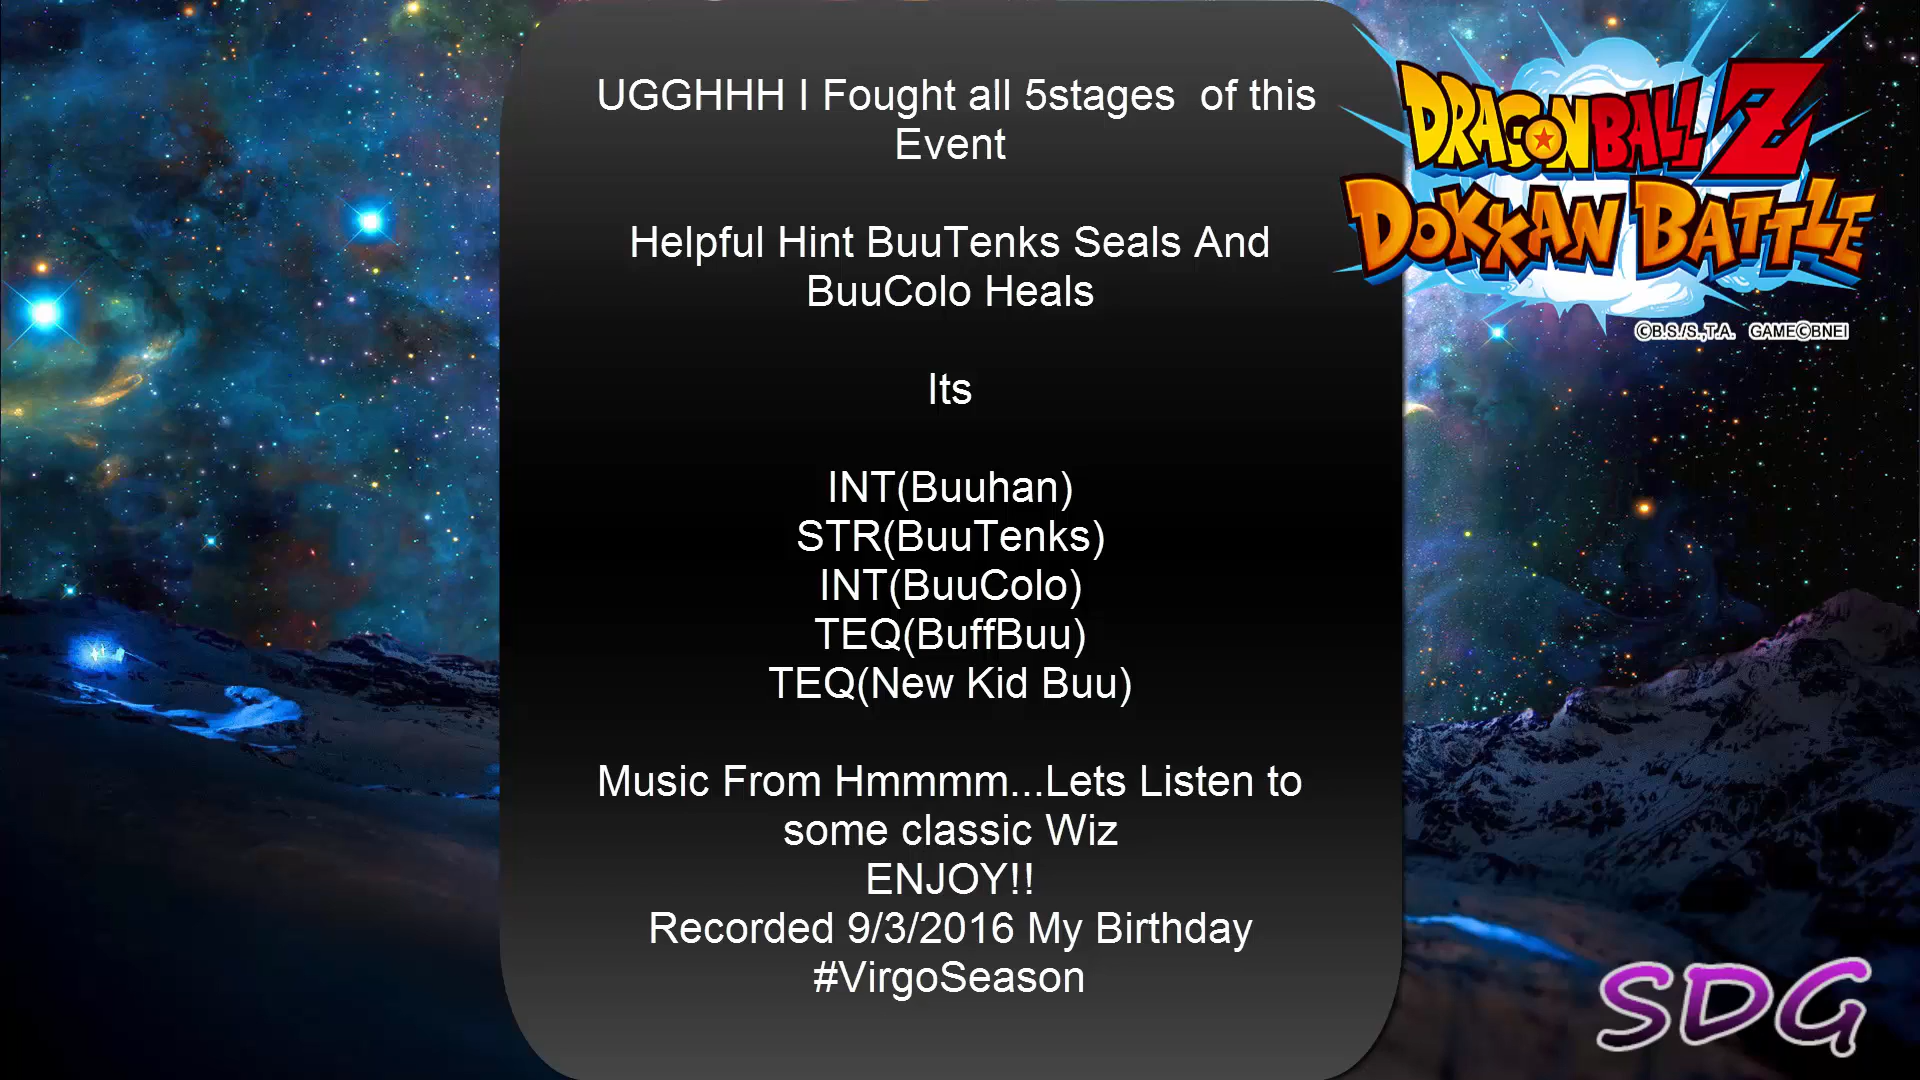 UGGHHH I Fought all 5stages  of this
Event
Helpful Hint BuuTenks Seals And
BuuColo Heals
Its
INT(Buuhan)
STR(BuuTenks)
INT(BuuColo)
TEQ(BuffBuu)
TEQ(New Kid Buu)
Music From Hmmmm...Lets Listen to
some classic Wiz
ENJOY!!
Recorded 9/3/2016 My Birthday
#VirgoSeason
DRAGONBALL Z
DOKKAN BATTLE
©B.S./S.,T.A. GAME©BNEI
SDG